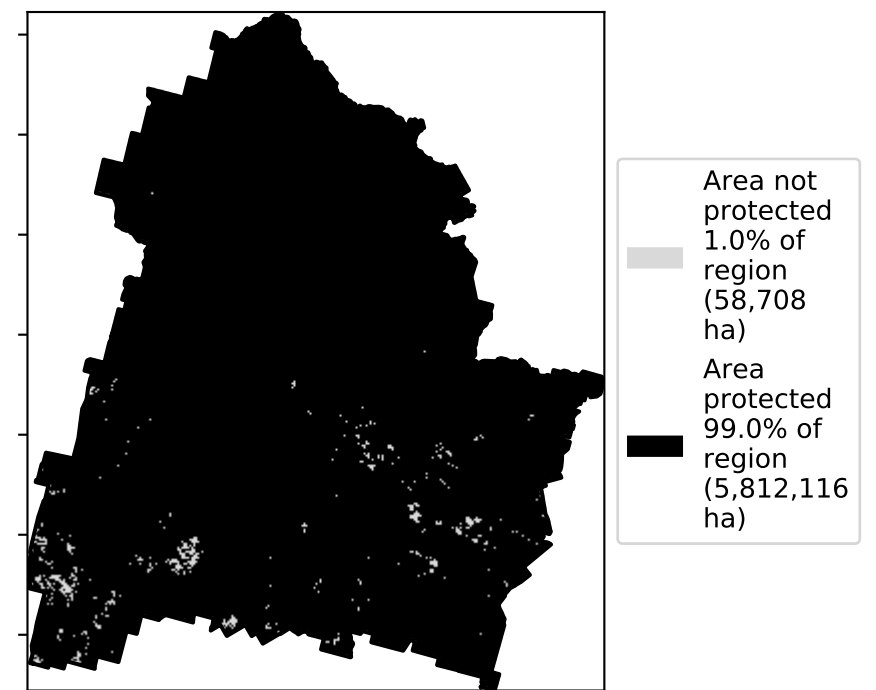 Area not
protected
1.0% of
region
(58,708
ha)
Area
protected
99.0% of
region
(5,812,116
ha)